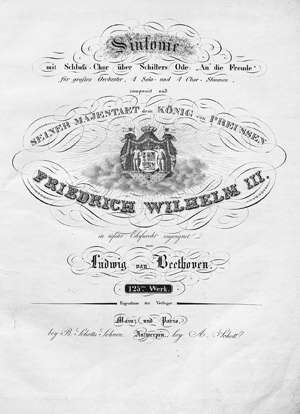 Sinfonie
mit Schluss-Chor über Schillers Ode: "An die Freude"
für grosses Orchester, 4 Solo- und 4 Chor-Stimmen,
componirt und
SEINER MAJESTAET dem KÖNIG von PREUSSEN
FRIEDRICH WILHELM III.
in tiefster Ehrfurcht zugeeignet
von
Ludwig van Beethoven.
125tes Werk.
Eigenthum der Verleger.
Mainz und Paris,
bey B. Schotts Söhnen. Antwerpen, bey A. Schott.